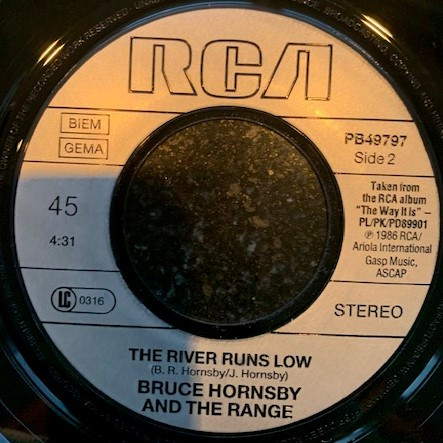 RCA
BIEM
GEMA
PB49797
Side 2
45
4:31
Taken from
the RCA album
"The Way It Is" –
PL/PK/PD89901
℗ 1986 RCA/
Ariola International
Gasp Music,
ASCAP
LC 0316
STEREO
THE RIVER RUNS LOW
(B. R. Hornsby/J. Hornsby)
BRUCE HORNSBY
AND THE RANGE